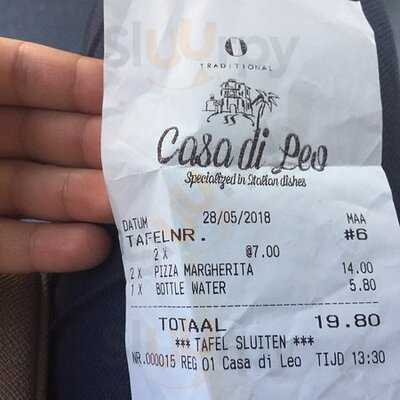 TRADITIONAL
Casa di Leo
Specialized in Italian dishes
DATUM 28/05/2018 MAA
TAFELNR. #6
2 X @7.00
2 X PIZZA MARGHERITA 14.00
1 X BOTTLE WATER 5.80
TOTAAL 19.80
*** TAFEL SLUITEN ***
NR.000015 REG 01 Casa di Leo TIJD 13:30
sluurpy